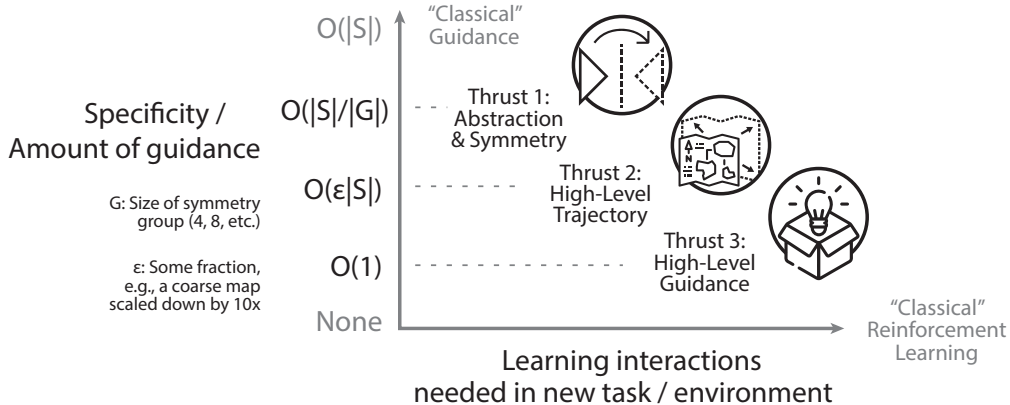 O(|S|)
"Classical"
Guidance
Specificity /
Amount of guidance
O(|S|/|G|)
Thrust 1:
Abstraction
& Symmetry
O(ε|S|)
Thrust 2:
High-Level
Trajectory
N
G: Size of symmetry
group (4, 8, etc.)
O(1)
Thrust 3:
High-Level
Guidance
ε: Some fraction,
e.g., a coarse map
scaled down by 10x
None
"Classical"
Reinforcement
Learning
Learning interactions
needed in new task / environment